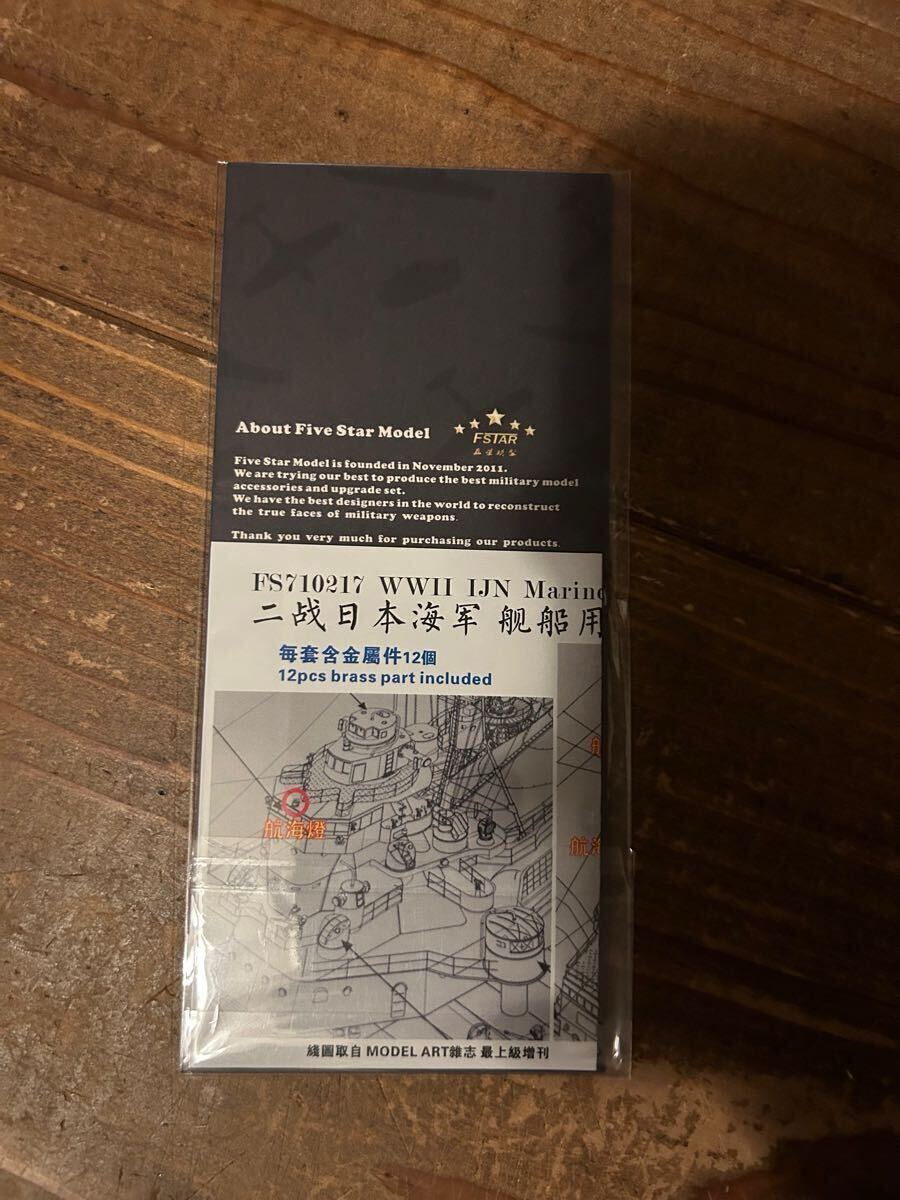 About Five Star Model
FSTAR
Five Star Model is founded in November 2011.
We are trying our best to produce the best military model
accessories and upgrade set.
We have the best designers in the world to reconstruct
the true faces of military weapons.
Thank you very much for purchasing our products.
FS710217 WWII IJN Marine
二战日本海军 舰船用
每套含金屬件12個
12pcs brass part included
航海燈
航
航海
綫圖取自 MODEL ART雜志 最上級增刊